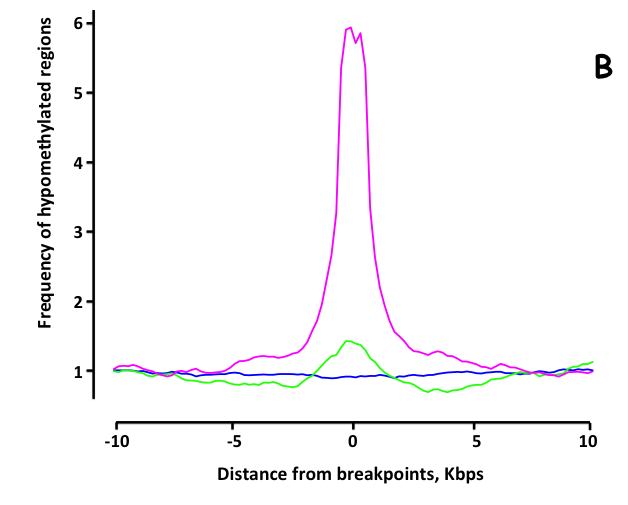 B
Frequency of hypomethylated regions
6
5
4
3
2
1
-10 -5 0 5 10
Distance from breakpoints, Kbps